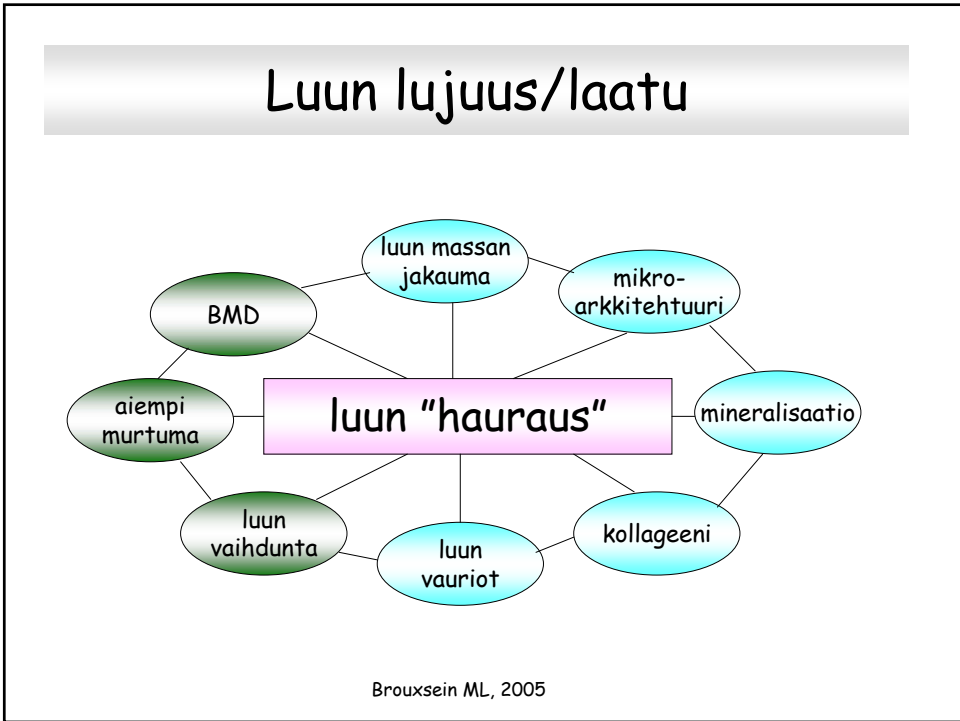 Luun lujuus/laatu
luun massan
jakauma
mikro-
arkkitehtuuri
BMD
aiempi
murtuma
luun "hauraus"
mineralisaatio
luun
vaihdunta
luun
vauriot
kollageeni
Brouxsein ML, 2005